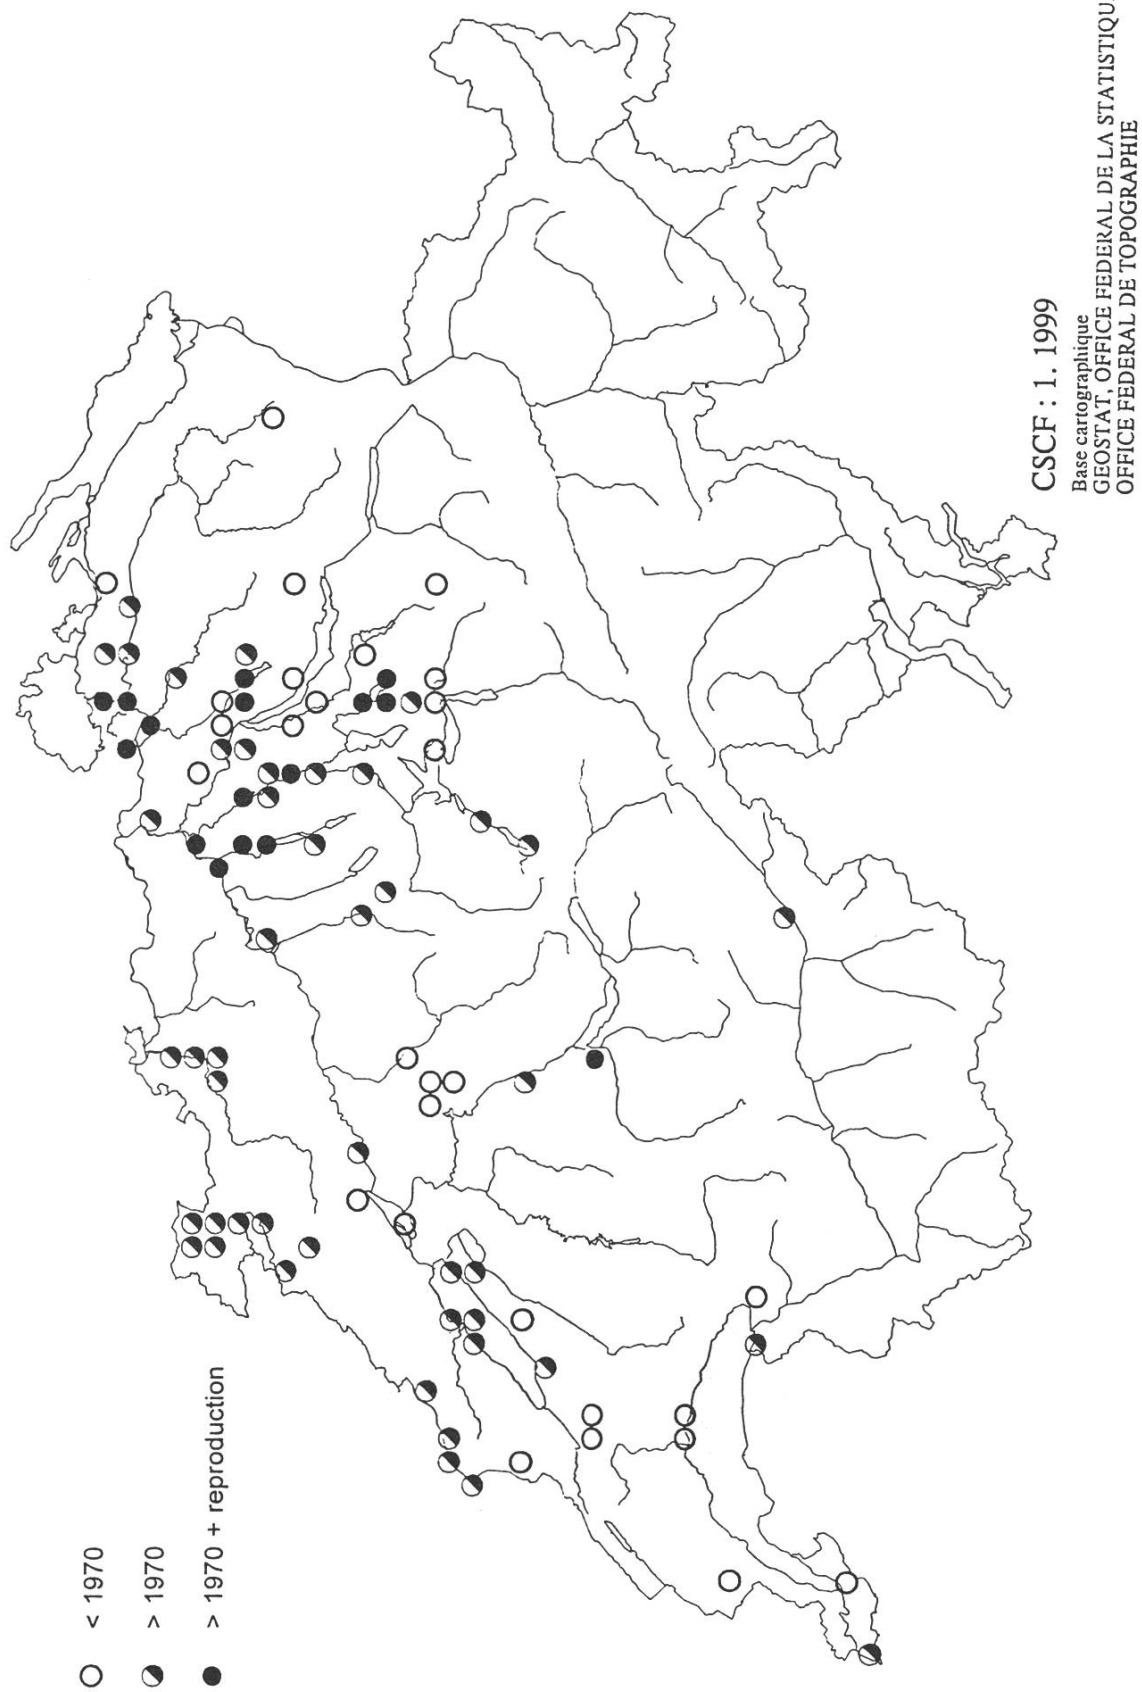 < 1970
> 1970
> 1970 + reproduction
CSCF : 1. 1999
Base cartographique
GEOSTAT, OFFICE FEDERAL DE LA STATISTIQU
OFFICE FEDERAL DE TOPOGRAPHIE